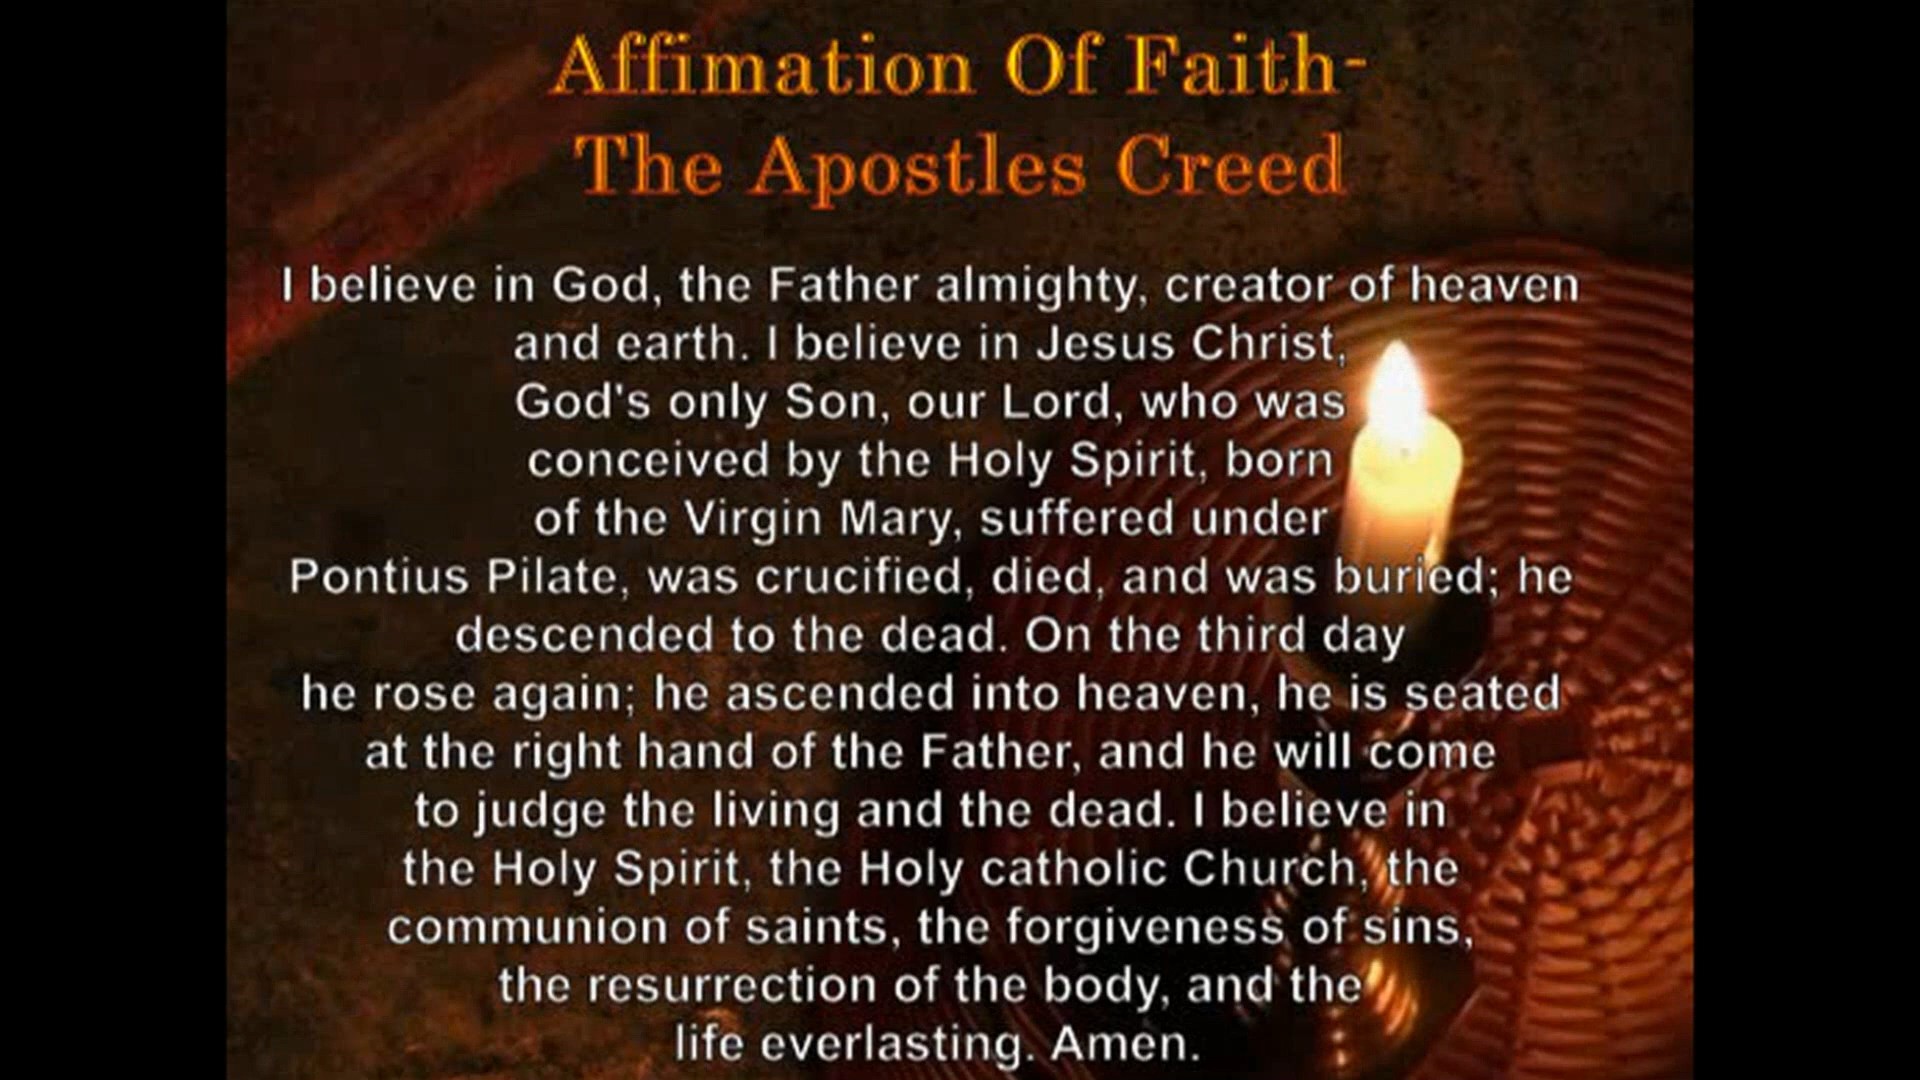 Affimation Of Faith-
The Apostles Creed
I believe in God, the Father almighty, creator of heaven
and earth. I believe in Jesus Christ,
God's only Son, our Lord, who was
conceived by the Holy Spirit, born
of the Virgin Mary, suffered under
Pontius Pilate, was crucified, died, and was buried; he
descended to the dead. On the third day
he rose again; he ascended into heaven, he is seated
at the right hand of the Father, and he will come
to judge the living and the dead. I believe in
the Holy Spirit, the Holy catholic Church, the
communion of saints, the forgiveness of sins,
the resurrection of the body, and the
life everlasting. Amen.